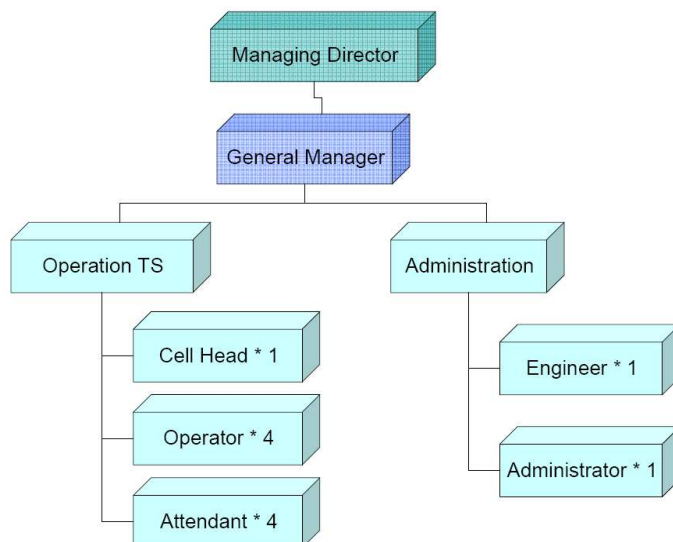 Managing Director
General Manager
Operation TS
Administration
Cell Head * 1
Engineer * 1
Operator * 4
Administrator * 1
Attendant * 4